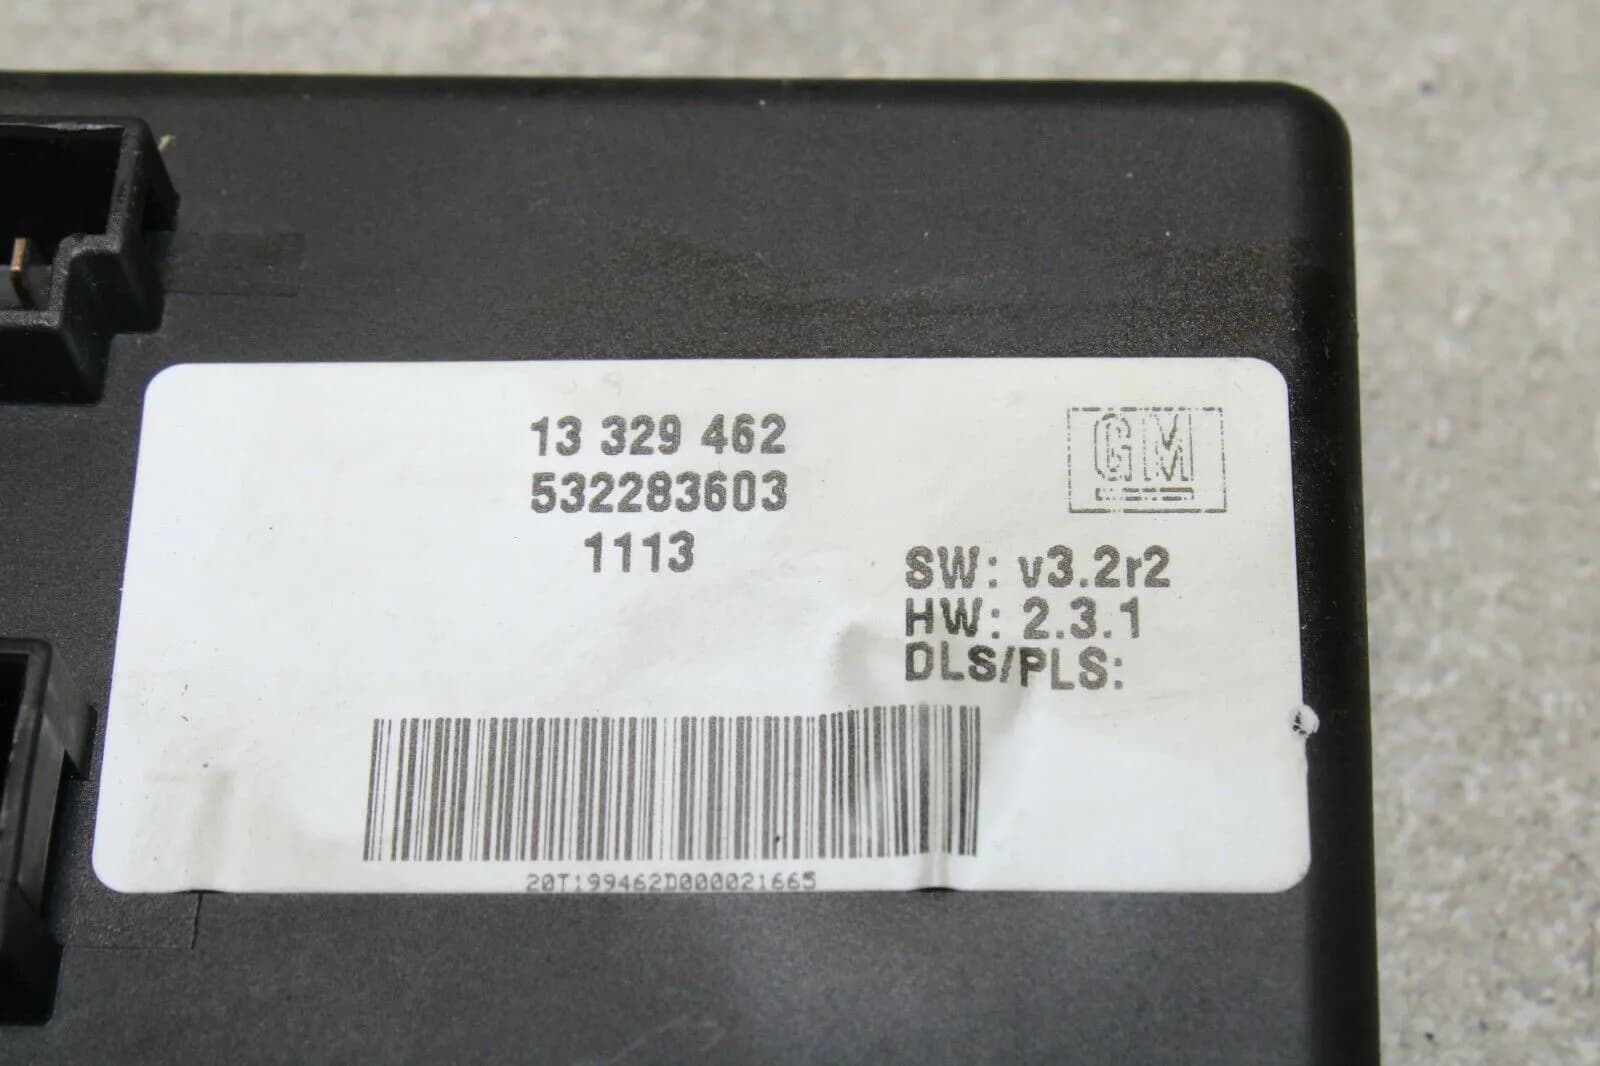 13 329 462
532283603
1113
GM
SW: v3.2r2
HW: 2.3.1
DLS/PLS:
20T199462D000021665